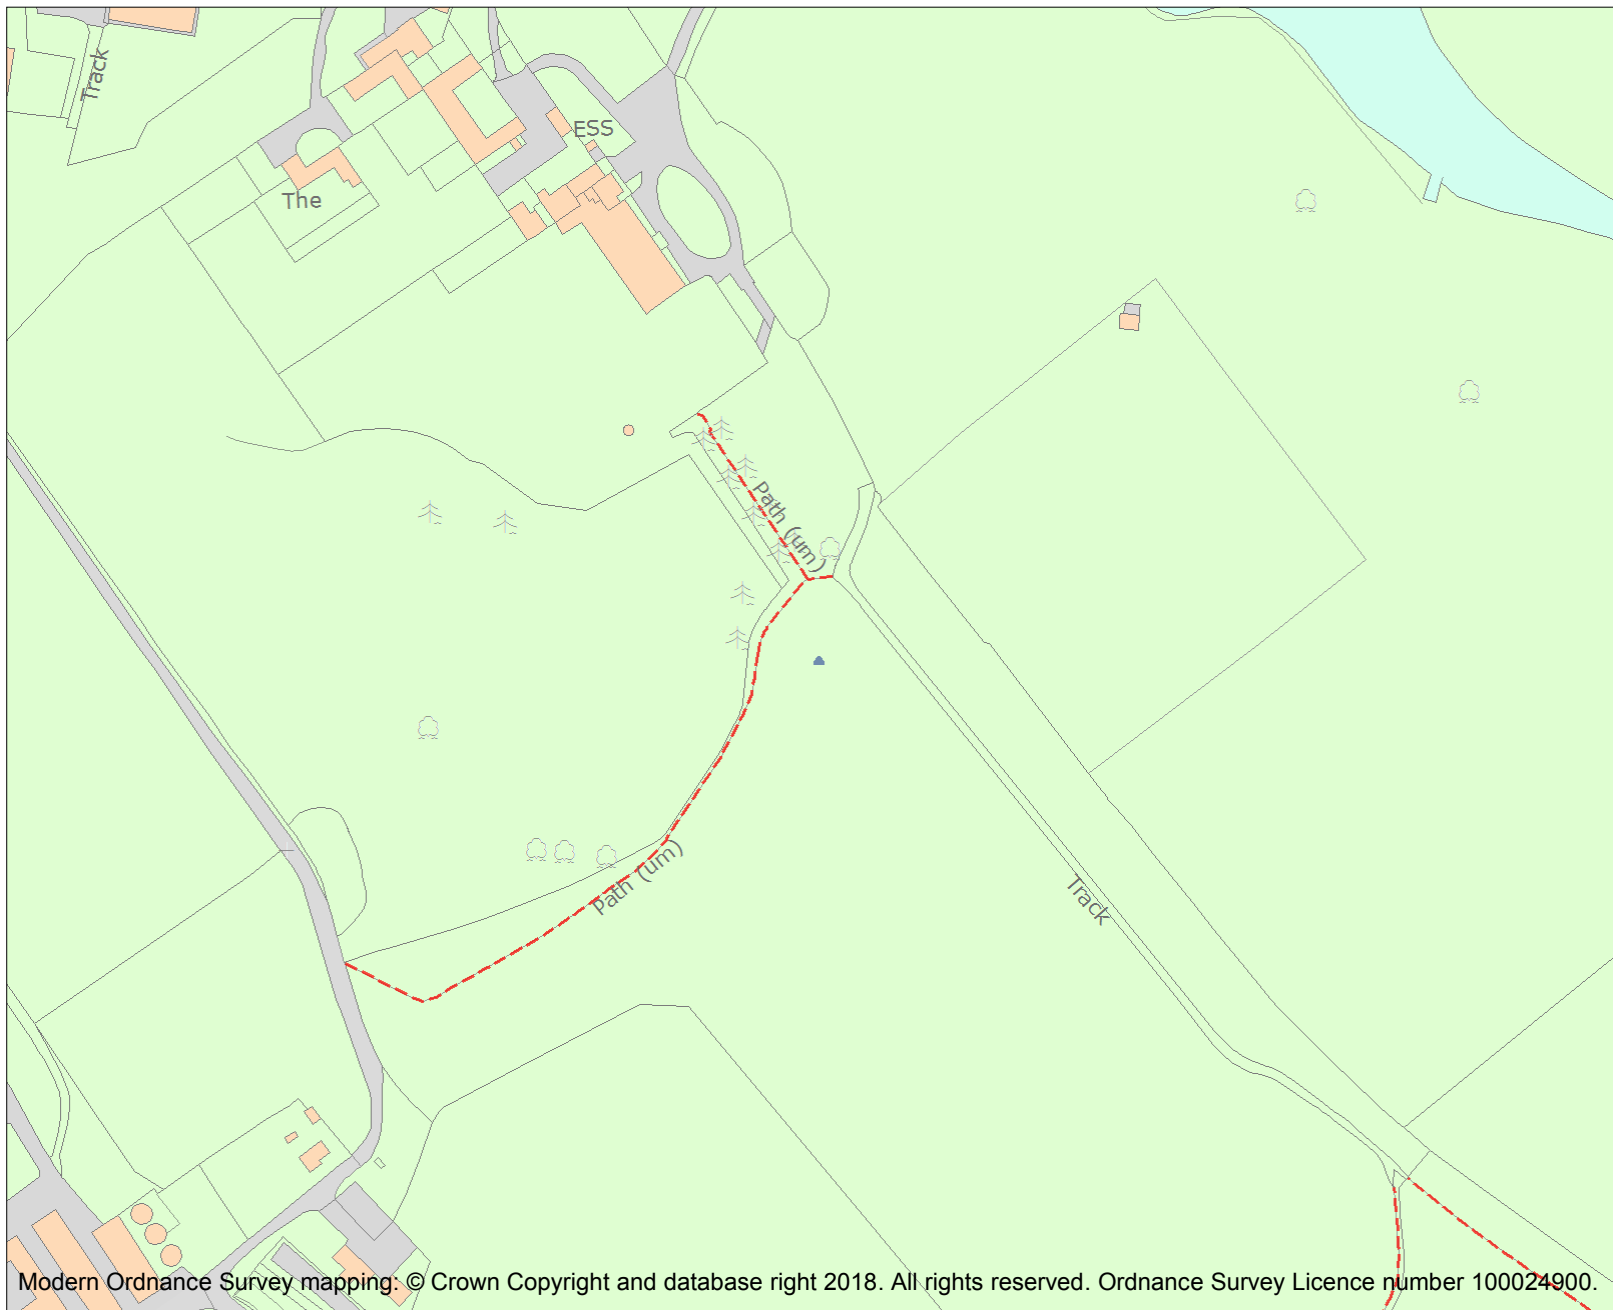 Track
ESS
The
Path (um)
Path (um)
Track
Modern Ordnance Survey mapping: © Crown Copyright and database right 2018. All rights reserved. Ordnance Survey Licence number 100024900.